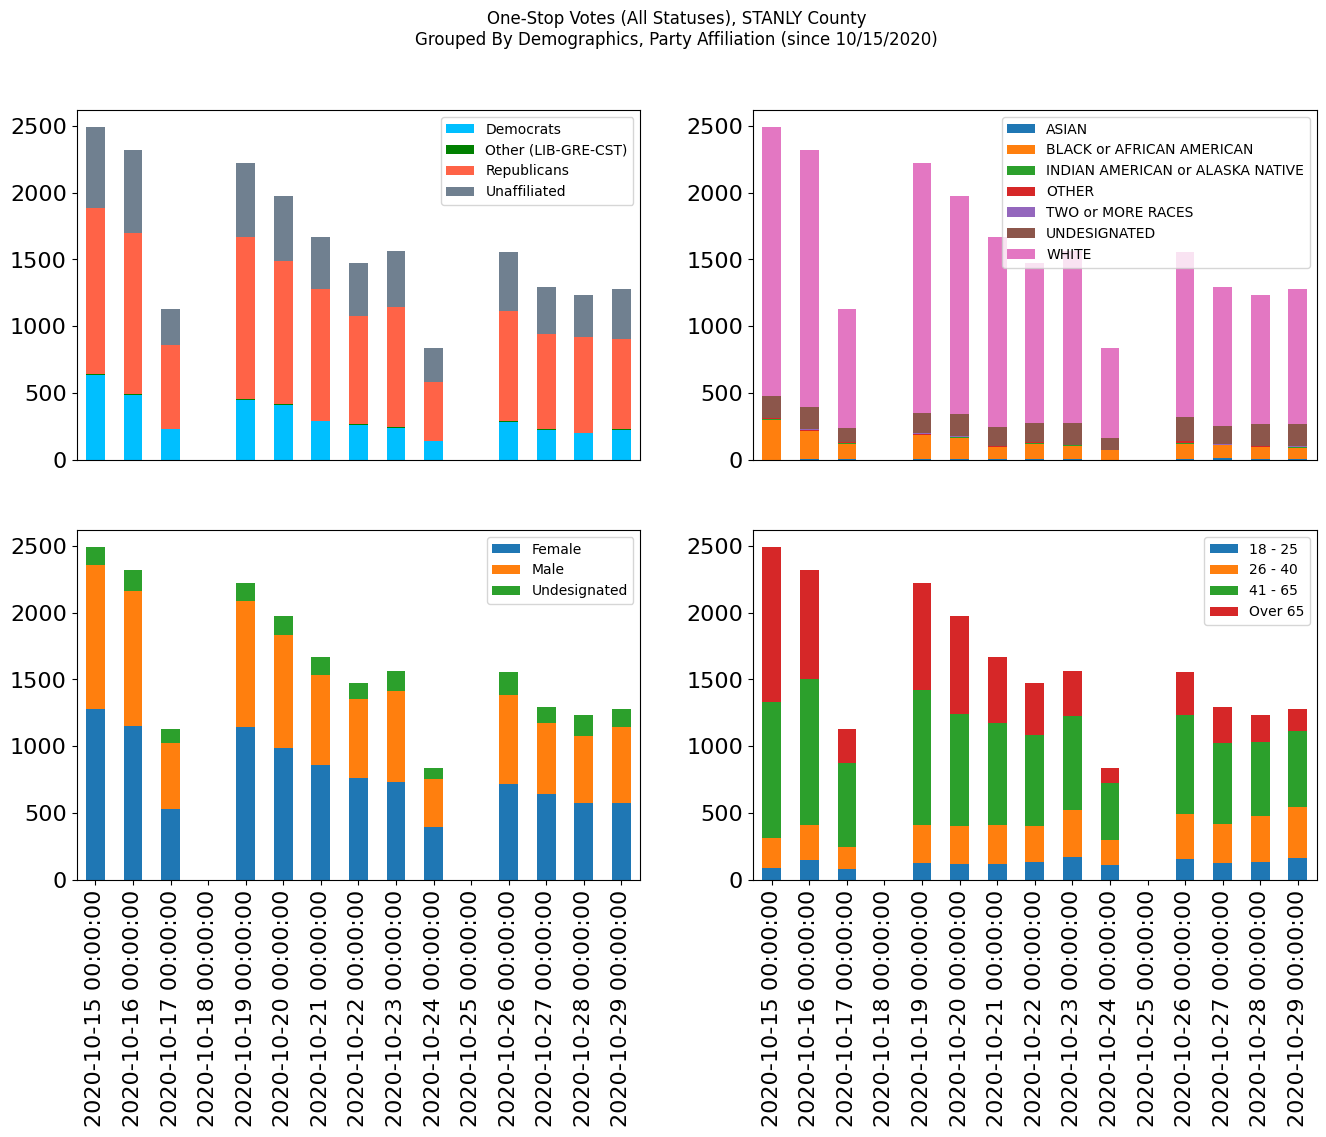 One-Stop Votes (All Statuses), STANLY County
Grouped By Demographics, Party Affiliation (since 10/15/2020)
2500
2000
1500
1000
500
0
Democrats
Other (LIB-GRE-CST)
Republicans
Unaffiliated
2500
2000
1500
1000
500
0
ASIAN
BLACK or AFRICAN AMERICAN
INDIAN AMERICAN or ALASKA NATIVE
OTHER
TWO or MORE RACES
UNDESIGNATED
WHITE
2500
2000
1500
1000
500
0
Female
Male
Undesignated
2020-10-15 00:00:00
2020-10-16 00:00:00
2020-10-17 00:00:00
2020-10-18 00:00:00
2020-10-19 00:00:00
2020-10-20 00:00:00
2020-10-21 00:00:00
2020-10-22 00:00:00
2020-10-23 00:00:00
2020-10-24 00:00:00
2020-10-25 00:00:00
2020-10-26 00:00:00
2020-10-27 00:00:00
2020-10-28 00:00:00
2020-10-29 00:00:00
2500
2000
1500
1000
500
0
18 - 25
26 - 40
41 - 65
Over 65
2020-10-15 00:00:00
2020-10-16 00:00:00
2020-10-17 00:00:00
2020-10-18 00:00:00
2020-10-19 00:00:00
2020-10-20 00:00:00
2020-10-21 00:00:00
2020-10-22 00:00:00
2020-10-23 00:00:00
2020-10-24 00:00:00
2020-10-25 00:00:00
2020-10-26 00:00:00
2020-10-27 00:00:00
2020-10-28 00:00:00
2020-10-29 00:00:00